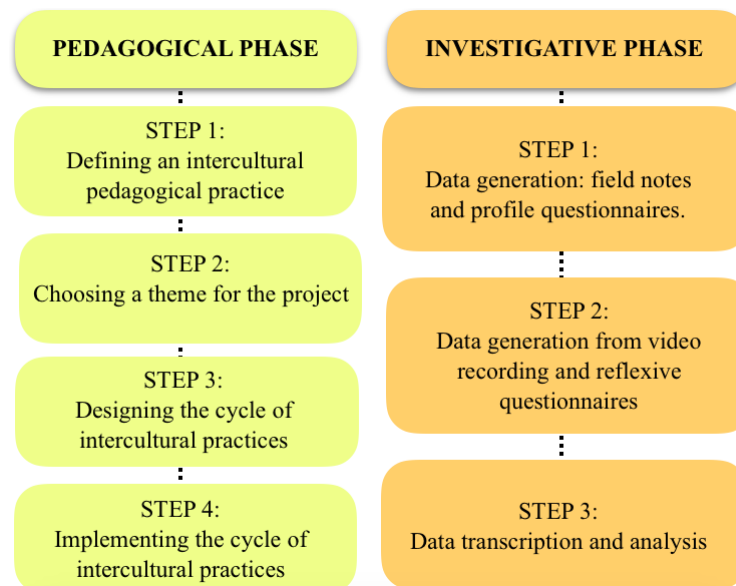 PEDAGOGICAL PHASE
STEP 1:
Defining an intercultural
pedagogical practice
STEP 2:
Choosing a theme for the project
STEP 3:
Designing the cycle of
intercultural practices
STEP 4:
Implementing the cycle of
intercultural practices
INVESTIGATIVE PHASE
STEP 1:
Data generation: field notes
and profile questionnaires.
STEP 2:
Data generation from video
recording and reflexive
questionnaires
STEP 3:
Data transcription and analysis